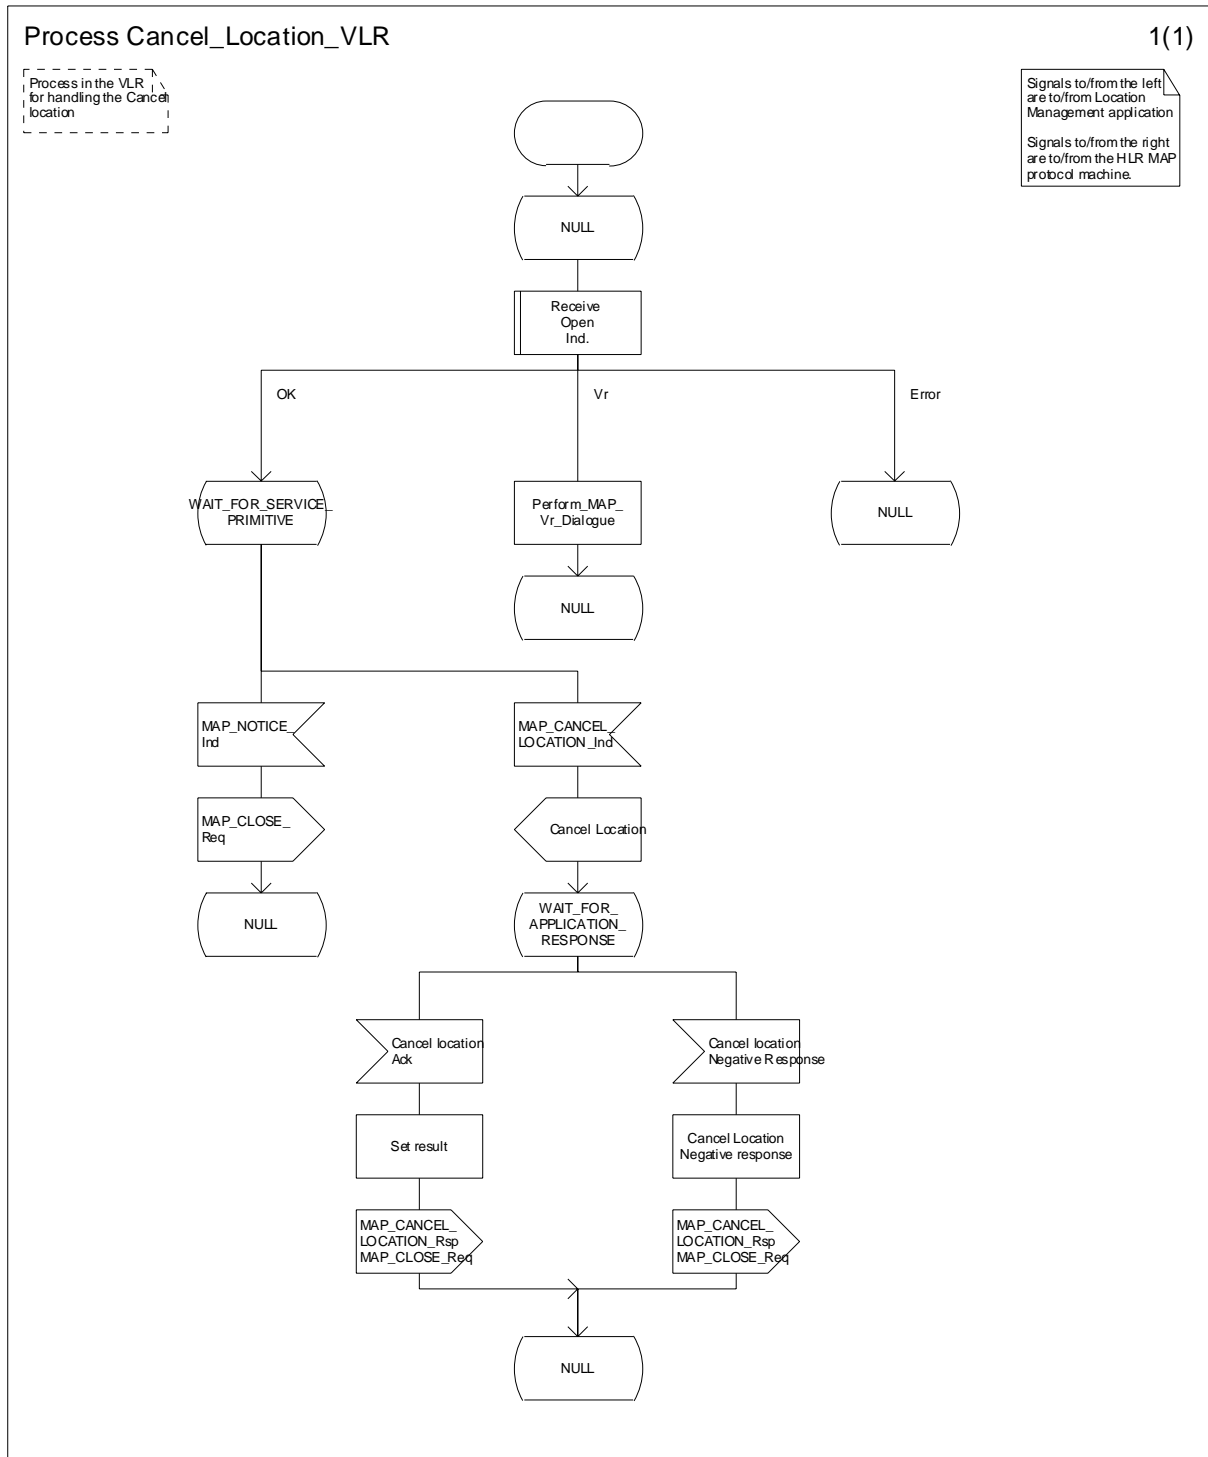 Process Cancel_Location_VLR
1(1)
Process in the VLR
for handling the Cancel
location
Signals to/from the left
are to/from Location
Management application
Signals to/from the right
are to/from the HLR MAP
protocol machine.
NULL
Receive
Open
Ind.
OK
Vr
Error
WAIT_FOR_SERVICE_
PRIMITIVE
Perform_MAP_
Vr_Dialogue
NULL
NULL
MAP_NOTICE_
Ind
MAP_CANCEL_
LOCATION_Ind
MAP_CLOSE_
Req
Cancel Location
NULL
WAIT_FOR_
APPLICATION_
RESPONSE
Cancel location
Ack
Cancel location
Negative Response
Set result
Cancel Location
Negative response
MAP_CANCEL_
LOCATION_Rsp
MAP_CLOSE_Req
MAP_CANCEL_
LOCATION_Rsp
MAP_CLOSE_Req
NULL